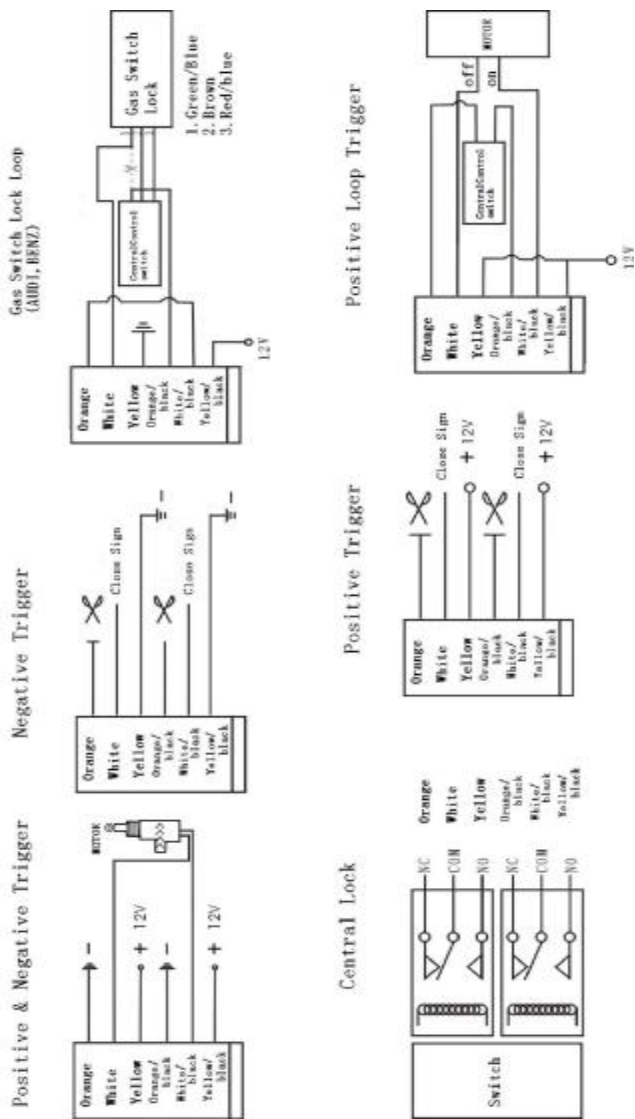 Positive & Negative Trigger
Orange
White
Yellow
Orange/
black
White/
black
Yellow/
black
-
+ 12V
-
+ 12V
MOTOR
Negative Trigger
Orange
White
Yellow
Orange/
black
White/
black
Yellow/
black
Close Sign
-
Close Sign
-
Gas Switch Lock Loop
(AUDI, BENZ)
Orange
White
Yellow
Orange/
black
White/
black
Yellow/
black
12V
CentralControl
switch
Gas Switch
Lock
1. Green/Blue
2. Brown
3. Red/blue
Central Lock
Switch
NC
COM
NO
NC
COM
NO
Orange
White
Yellow
Orange/
black
White/
black
Yellow/
black
Positive Trigger
Orange
White
Yellow
Orange/
black
White/
black
Yellow/
black
Close Sign
+ 12V
Close Sign
+ 12V
Positive Loop Trigger
Orange
White
Yellow
Orange/
black
White/
black
Yellow/
black
12V
CentralControl
switch
off
on
MOTOR